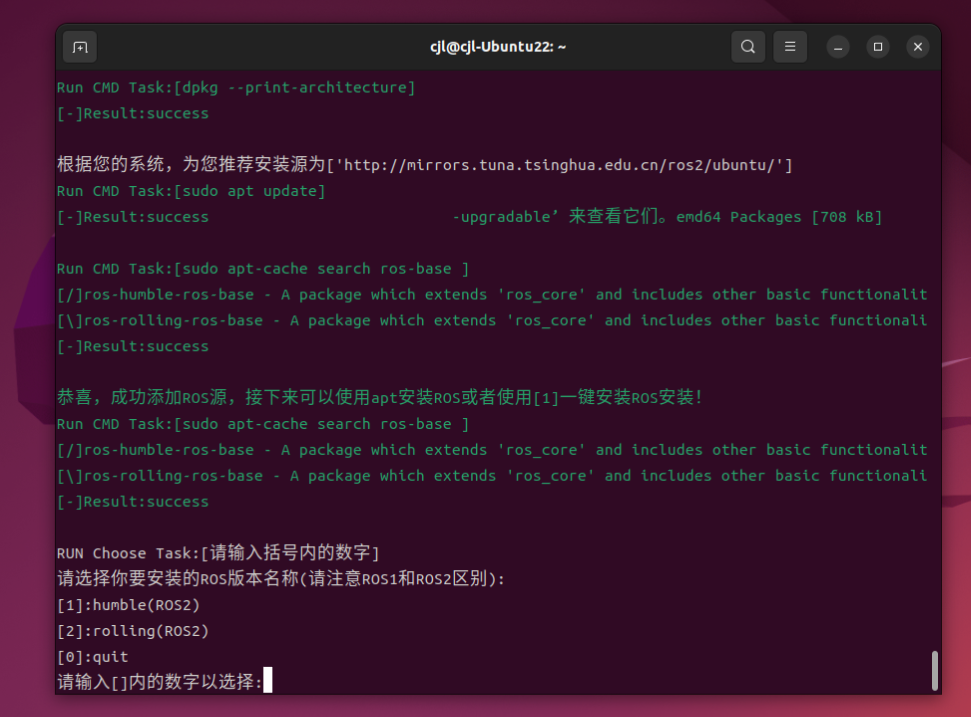 cjl@cjl-Ubuntu22: ~
Run CMD Task:[dpkg --print-architecture]
[-]Result:success
根据您的系统，为您推荐安装源为['http://mirrors.tuna.tsinghua.edu.cn/ros2/ubuntu/']
Run CMD Task:[sudo apt update]
[-]Result:success -upgradable’ 来查看它们。emd64 Packages [708 kB]
Run CMD Task:[sudo apt-cache search ros-base ]
[/]ros-humble-ros-base - A package which extends 'ros_core' and includes other basic functionalit
[\]ros-rolling-ros-base - A package which extends 'ros_core' and includes other basic functionali
[-]Result:success
恭喜，成功添加ROS源，接下来可以使用apt安装ROS或者使用[1]一键安装ROS安装！
Run CMD Task:[sudo apt-cache search ros-base ]
[/]ros-humble-ros-base - A package which extends 'ros_core' and includes other basic functionalit
[\]ros-rolling-ros-base - A package which extends 'ros_core' and includes other basic functionali
[-]Result:success
RUN Choose Task:[请输入括号内的数字]
请选择你要安装的ROS版本名称(请注意ROS1和ROS2区别):
[1]:humble(ROS2)
[2]:rolling(ROS2)
[0]:quit
请输入[]内的数字以选择: